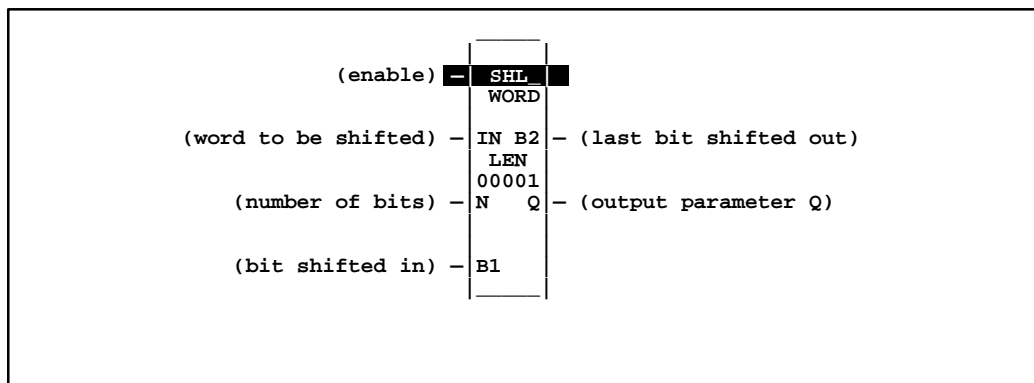 (enable) SHL_
WORD
(word to be shifted) IN B2 (last bit shifted out)
LEN
00001
(number of bits) N Q (output parameter Q)
(bit shifted in) B1